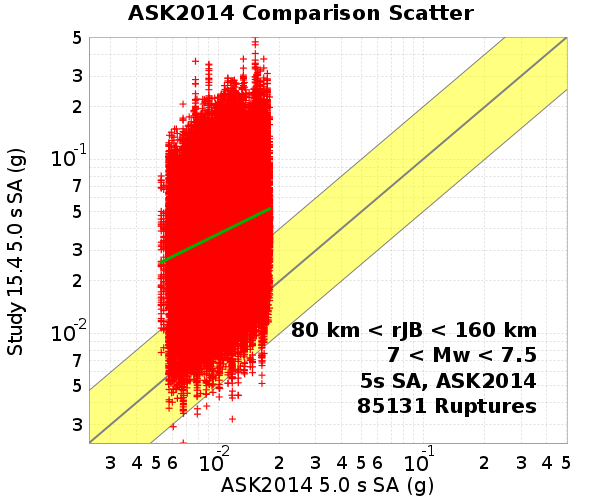 ASK2014 Comparison Scatter
5
3
2
10-1
7
5
3
2
10-2
7
5
3
Study 15.4 5.0 s SA (g)
80 km < rJB < 160 km
7 < Mw < 7.5
5s SA, ASK2014
85131 Ruptures
3 4 5 6 10-2 2 3 4 5 6 10-1 2 3 4 5
ASK2014 5.0 s SA (g)